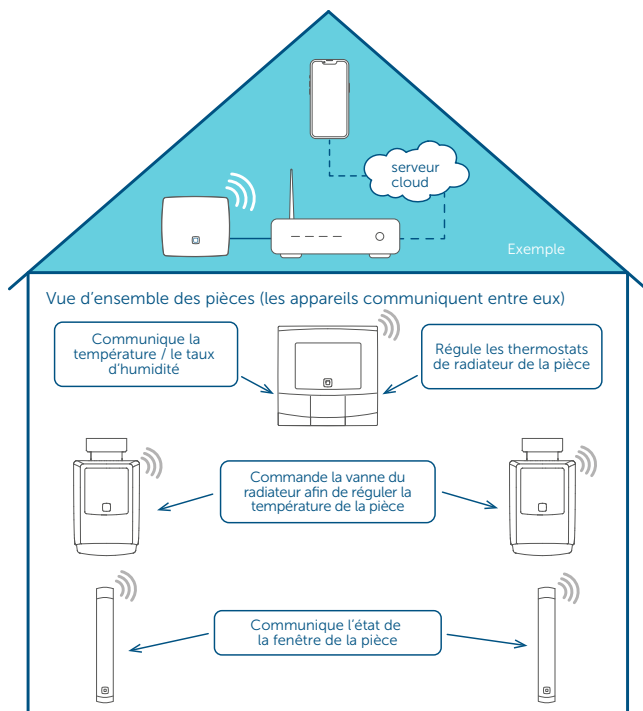 serveur
cloud
Exemple
Vue d'ensemble des pièces (les appareils communiquent entre eux)
Communique la
température / le taux
d'humidité
Régule les thermostats
de radiateur de la pièce
Commande la vanne du
radiateur afin de réguler la
température de la pièce
Communique l'état de
la fenêtre de la pièce